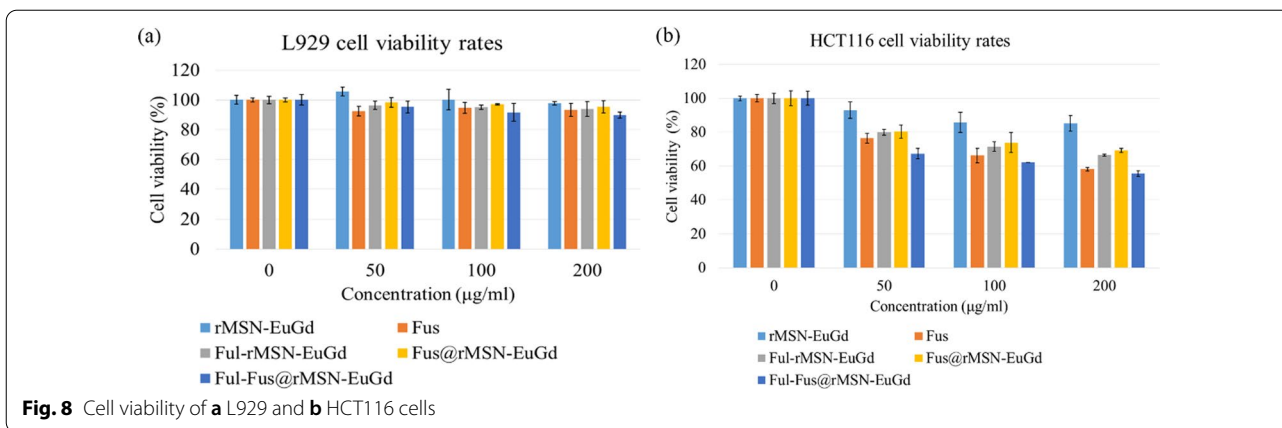 (a)
L929 cell viability rates
120
100
80
60
40
20
0
Cell viability (%)
0 50 100 200
Concentration (µg/ml)
rMSN-EuGd Fus
Ful-rMSN-EuGd Fus@rMSN-EuGd
Ful-Fus@rMSN-EuGd
(b)
HCT116 cell viability rates
120
100
80
60
40
20
0
Cell viability (%)
0 50 100 200
Concentration (µg/ml)
rMSN-EuGd Fus
Ful-rMSN-EuGd Fus@rMSN-EuGd
Ful-Fus@rMSN-EuGd
Fig. 8 Cell viability of a L929 and b HCT116 cells